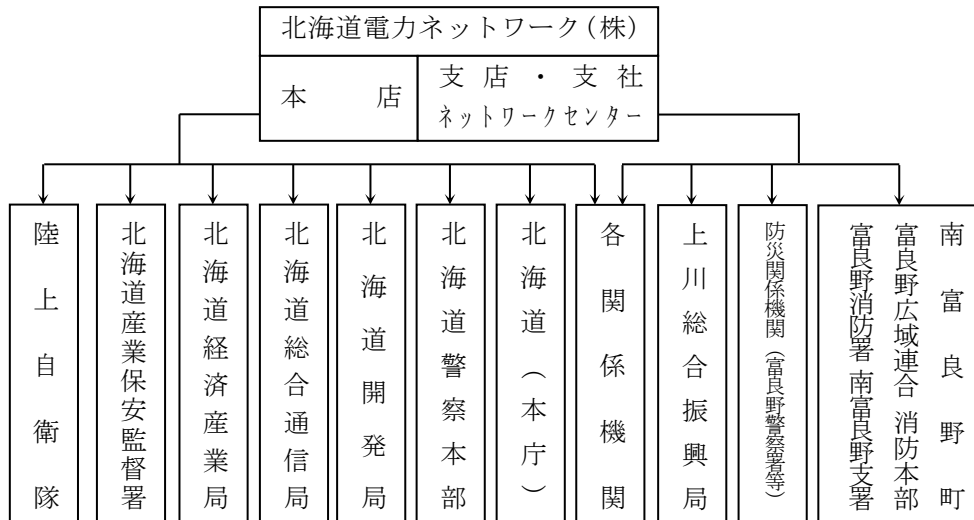 北海道電力ネットワーク(株)
本　　店
支店・支社
ネットワークセンター
陸上自衛隊
北海道産業保安監督署
北海道経済産業局
北海道総合通信局
北海道開発局
北海道警察本部
北海道（本庁）
各関係機関
上川総合振興局
防災関係機関（富良野警察署等）
南富良野町
富良野広域連合 消防本部
富良野消防署 南富良野支署